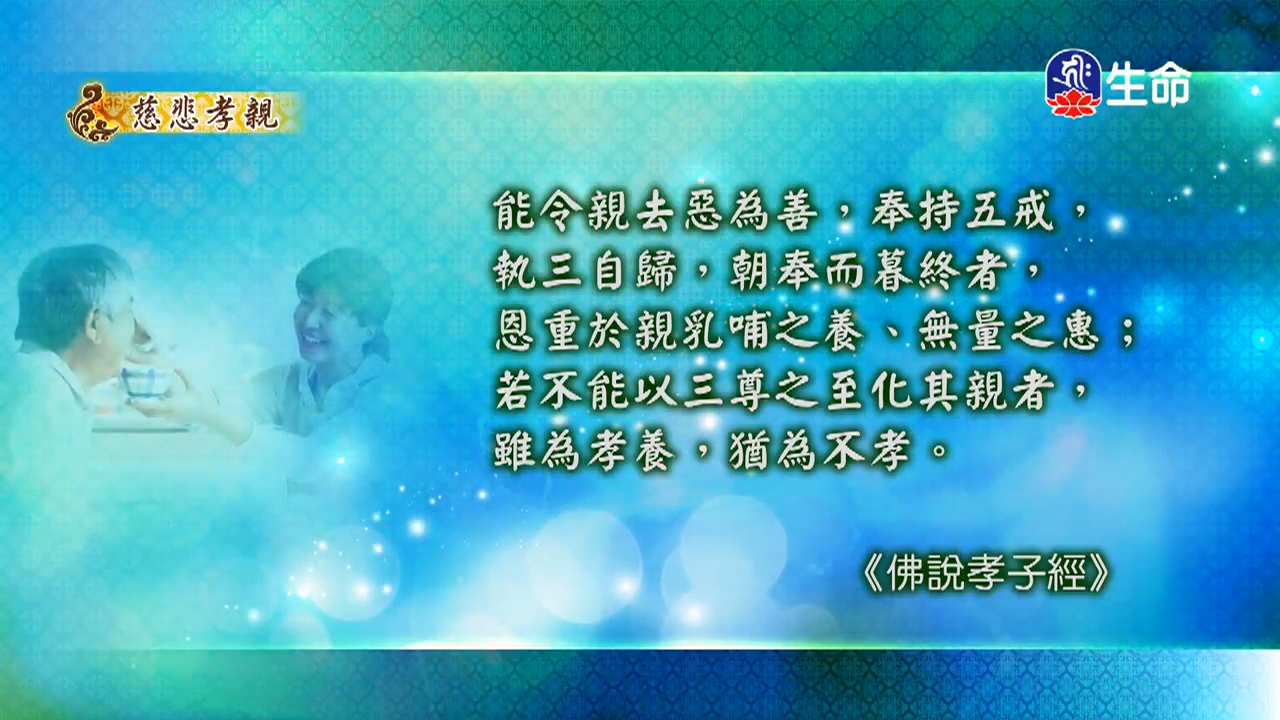 慈悲孝親
生命
能令親去惡為善，奉持五戒，
執三自歸，朝奉而暮終者，
恩重於親乳哺之養、無量之惠；
若不能以三尊之至化其親者，
雖為孝養，猶為不孝。
《佛說孝子經》